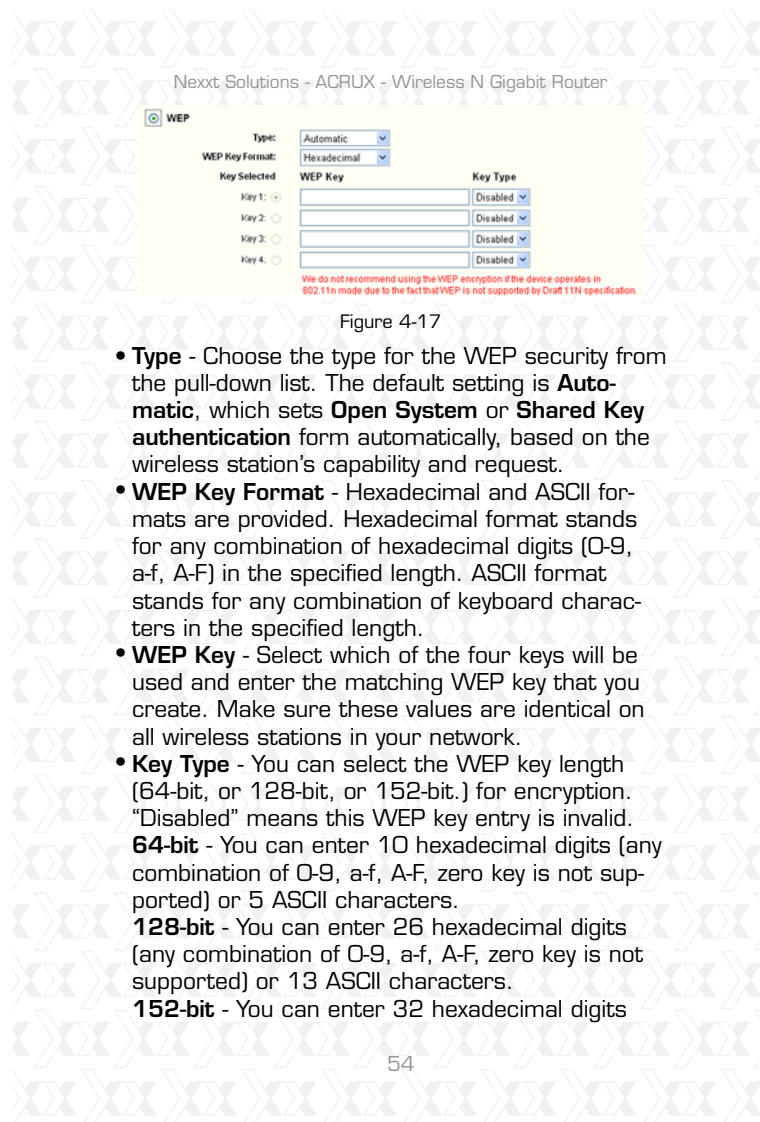 Nexxt Solutions - ACRUX - Wireless N Gigabit Router
WEP
Type: Automatic
WEP Key Format: Hexadecimal
Key Selected WEP Key Key Type
Key 1: Disabled
Key 2: Disabled
Key 3: Disabled
Key 4: Disabled
We do not recommend using the WEP encryption if the device operates in
802.11n mode due to the fact that WEP is not supported by Draft 11N specification.
Figure 4-17
• Type - Choose the type for the WEP security from
the pull-down list. The default setting is Auto-
matic, which sets Open System or Shared Key
authentication form automatically, based on the
wireless station's capability and request.
• WEP Key Format - Hexadecimal and ASCII for-
mats are provided. Hexadecimal format stands
for any combination of hexadecimal digits (0-9,
a-f, A-F) in the specified length. ASCII format
stands for any combination of keyboard charac-
ters in the specified length.
• WEP Key - Select which of the four keys will be
used and enter the matching WEP key that you
create. Make sure these values are identical on
all wireless stations in your network.
• Key Type - You can select the WEP key length
(64-bit, or 128-bit, or 152-bit.) for encryption.
“Disabled” means this WEP key entry is invalid.
64-bit - You can enter 10 hexadecimal digits (any
combination of 0-9, a-f, A-F, zero key is not sup-
ported) or 5 ASCII characters.
128-bit - You can enter 26 hexadecimal digits
(any combination of 0-9, a-f, A-F, zero key is not
supported) or 13 ASCII characters.
152-bit - You can enter 32 hexadecimal digits
54